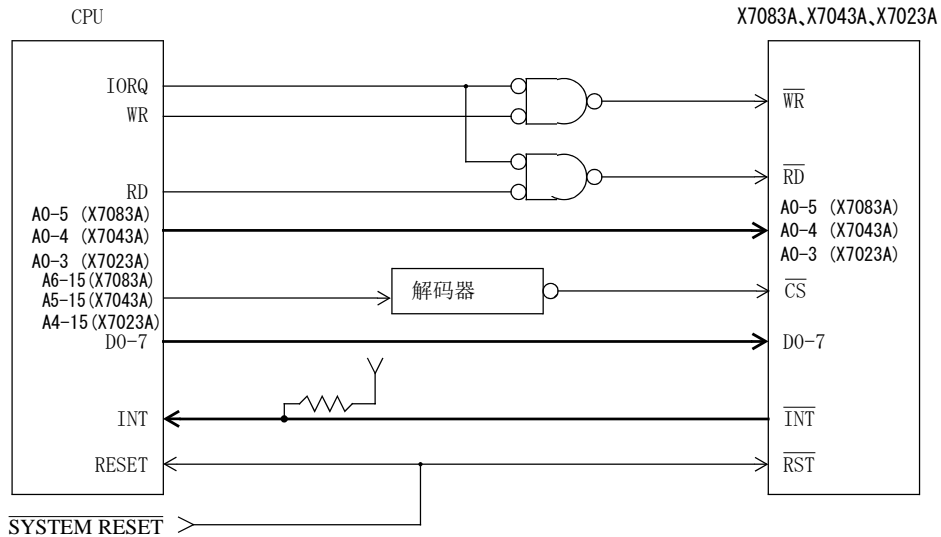 CPU
X7083A、X7043A、X7023A
IORQ
WR
RD
A0-5 (X7083A)
A0-4 (X7043A)
A0-3 (X7023A)
A6-15(X7083A)
A5-15(X7043A)
A4-15(X7023A)
D0-7
INT
RESET
SYSTEM RESET
解码器
WR
RD
A0-5 (X7083A)
A0-4 (X7043A)
A0-3 (X7023A)
CS
D0-7
INT
RST